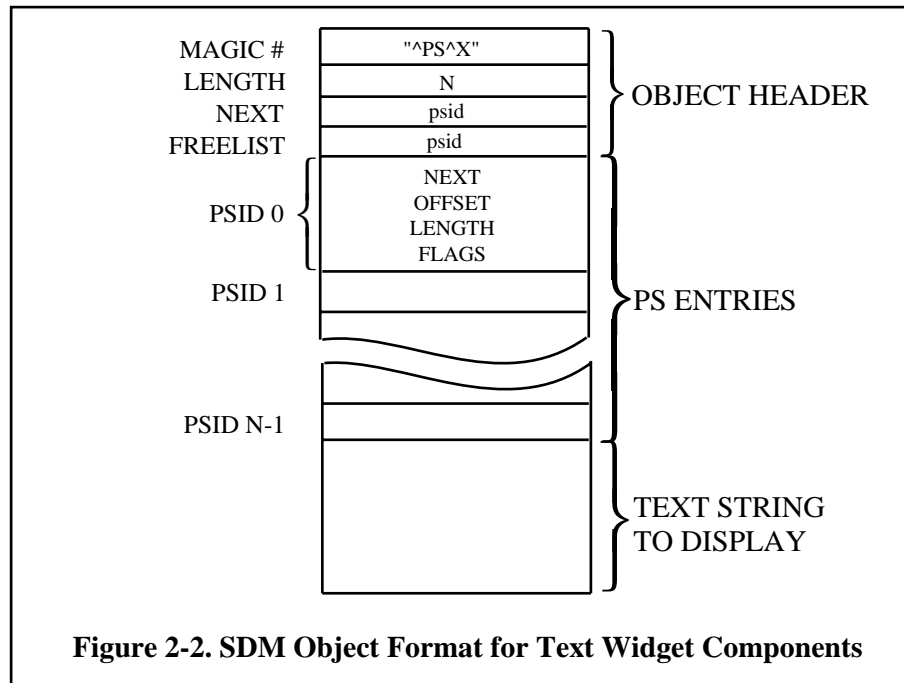 MAGIC # "^PS^X"
LENGTH N
NEXT psid
FREELIST psid
OBJECT HEADER
PSID 0
NEXT
OFFSET
LENGTH
FLAGS
PSID 1
PS ENTRIES
PSID N-1
TEXT STRING
TO DISPLAY
Figure 2-2. SDM Object Format for Text Widget Components